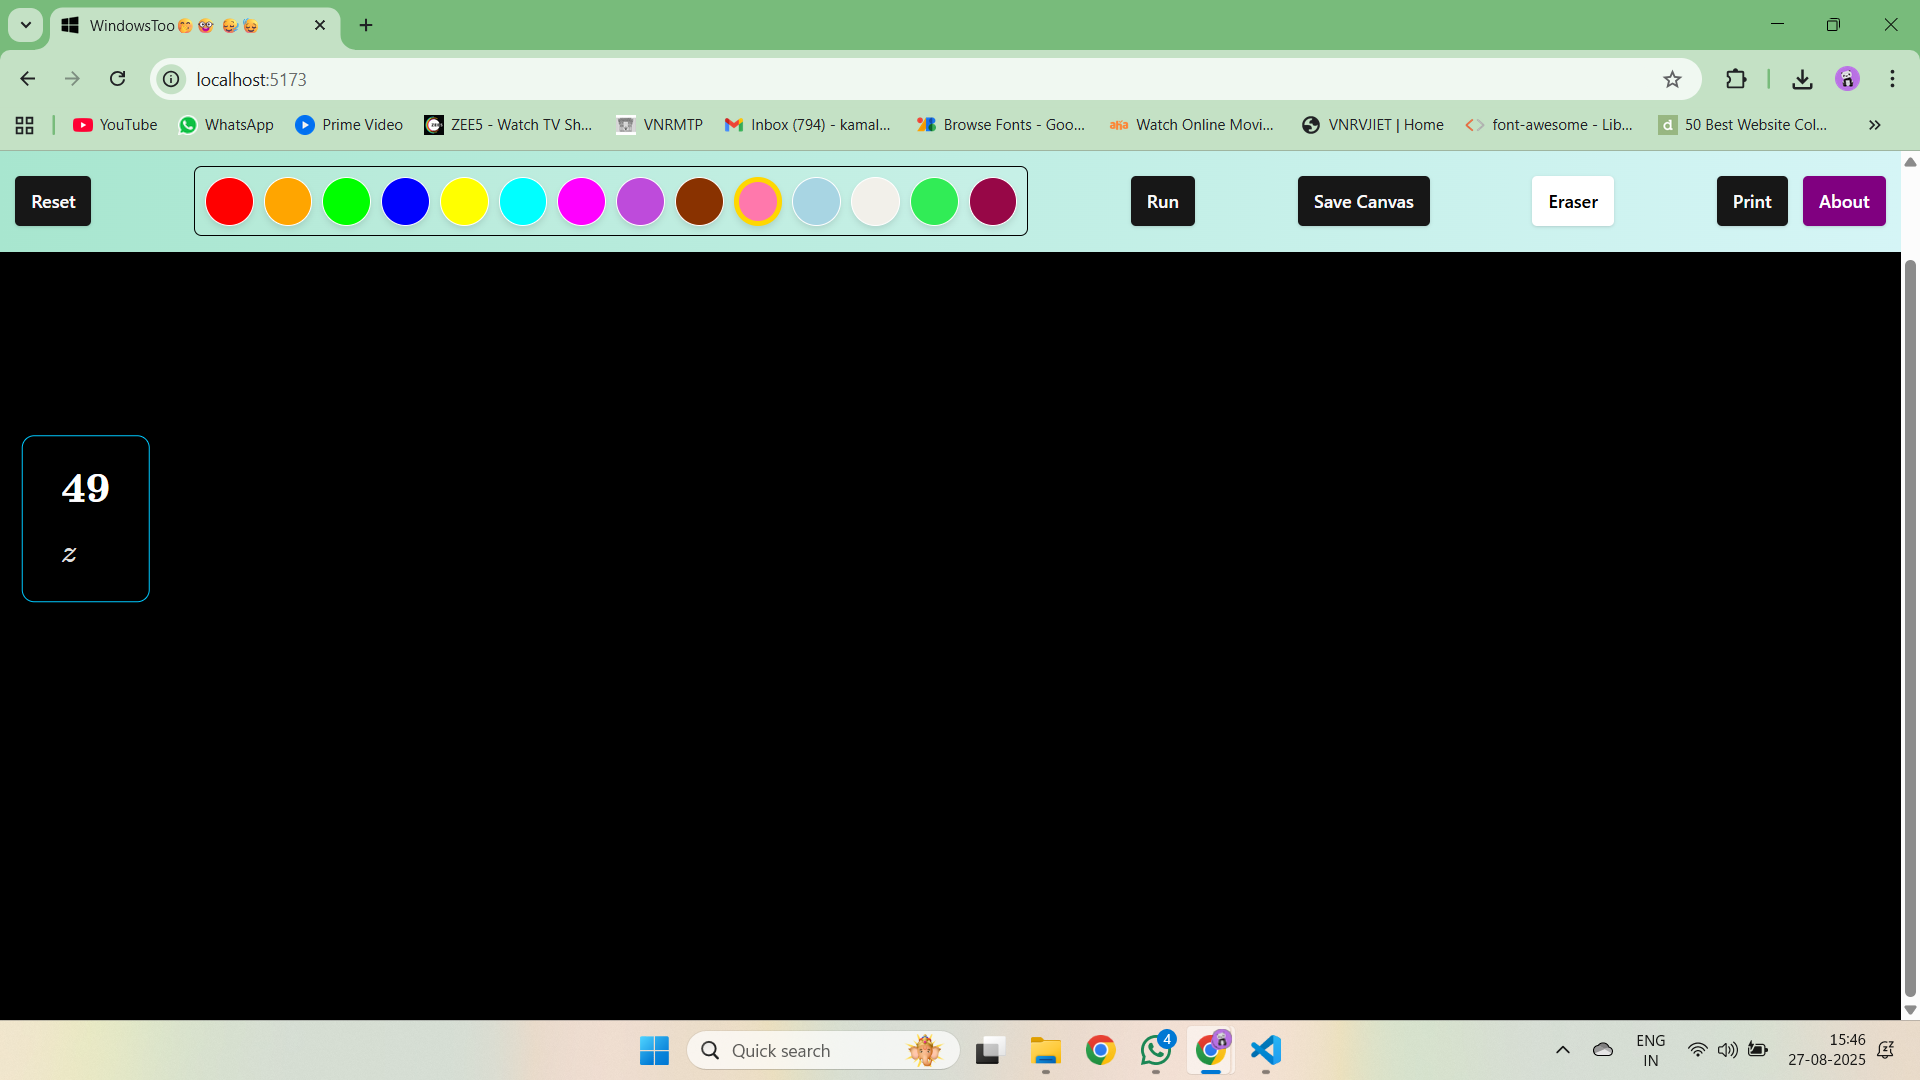 WindowsToo🤭🤓 😅😓
localhost:5173
YouTube WhatsApp Prime Video ZEE5 - Watch TV Sh... VNRMTP Inbox (794) - kamal... Browse Fonts - Goo... Watch Online Movi... VNRVJIET | Home font-awesome - Lib... 50 Best Website Col...
Reset Run Save Canvas Eraser Print About
49
z
Quick search
4
ENG
IN
15:46
27-08-2025